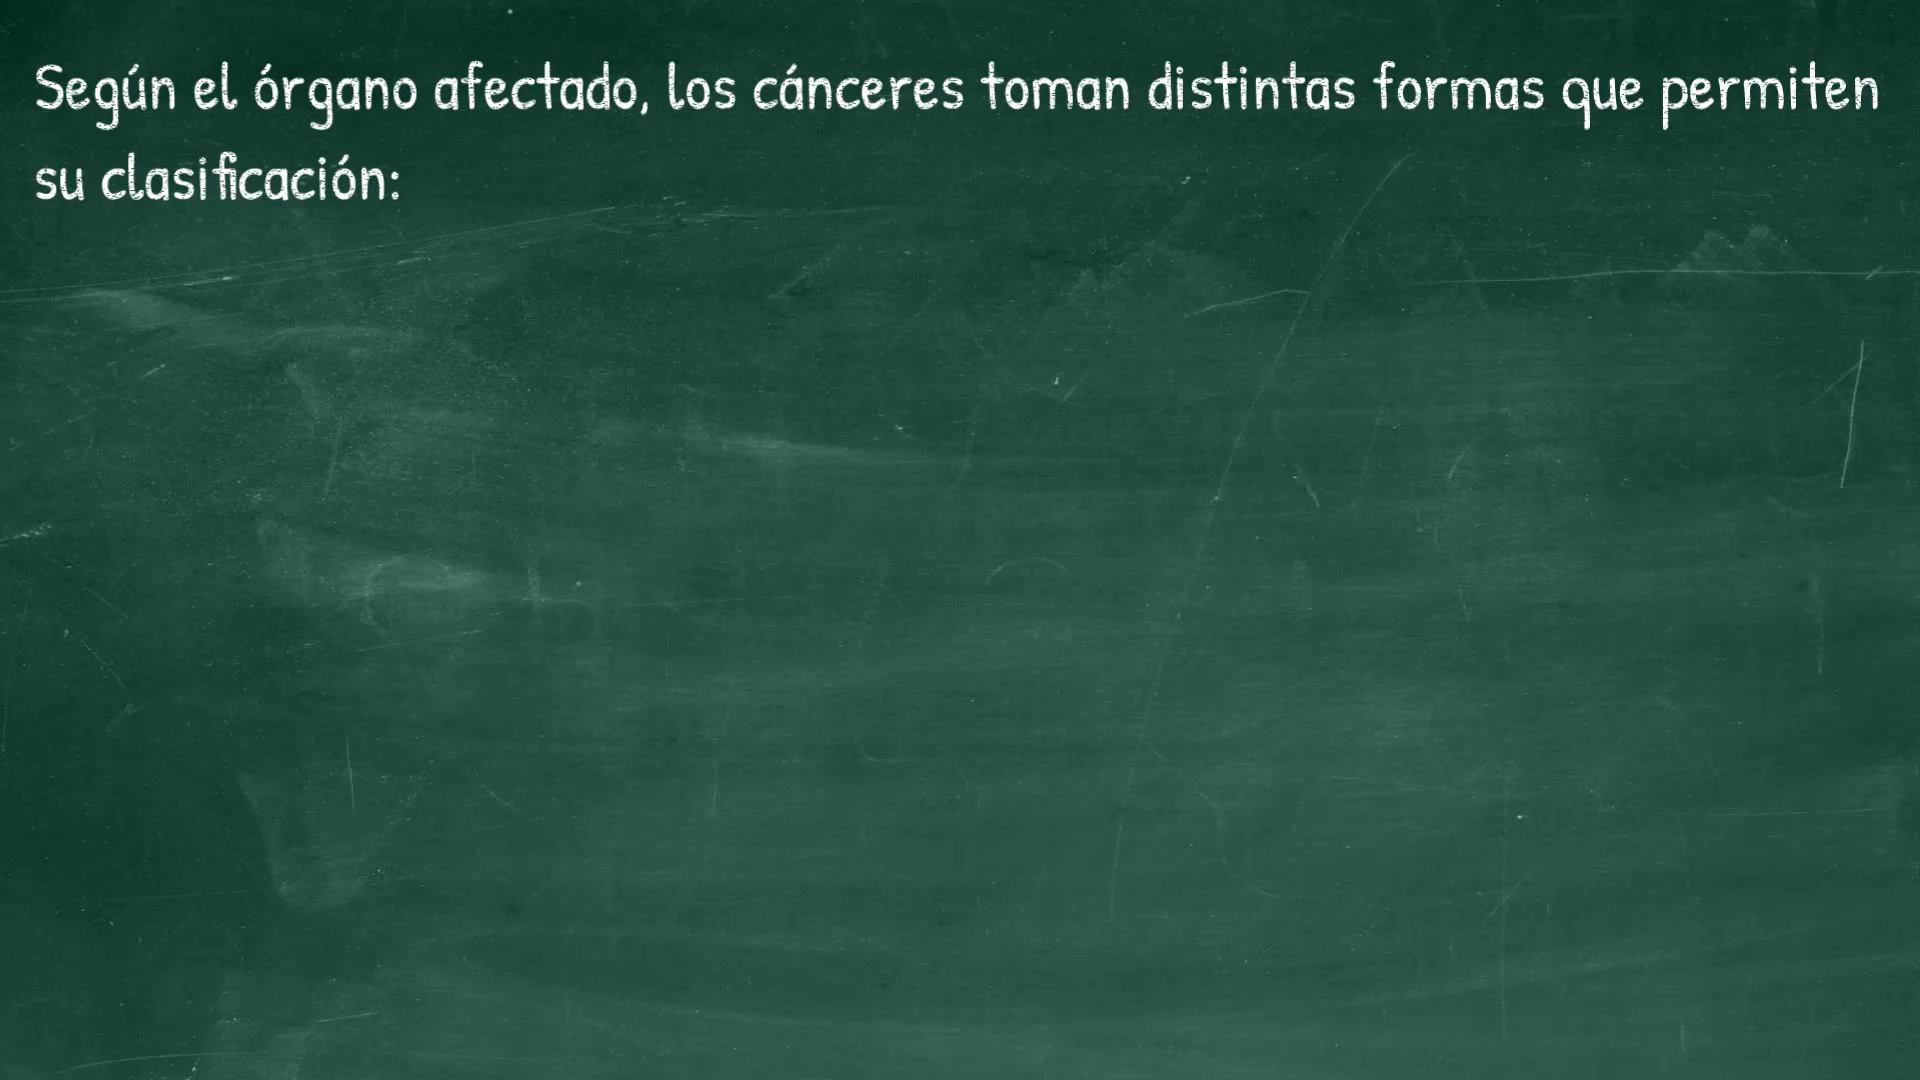 Según el órgano afectado, los cánceres toman distintas formas que permiten
su clasificación: